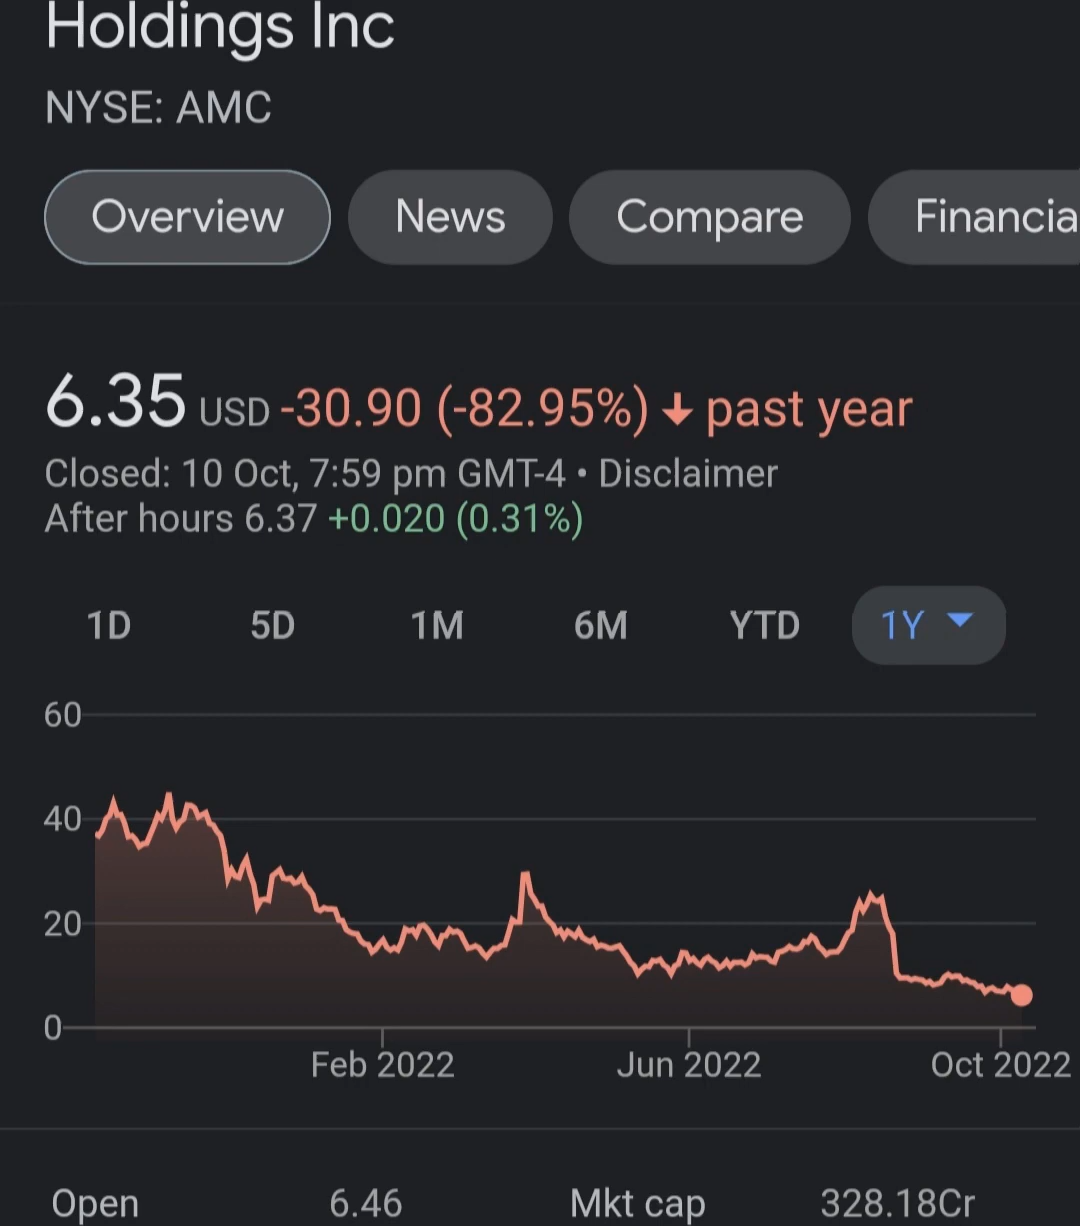 Holdings Inc
NYSE: AMC
Overview News Compare Financia
6.35 USD -30.90 (-82.95%) ↓ past year
Closed: 10 Oct, 7:59 pm GMT-4 • Disclaimer
After hours 6.37 +0.020 (0.31%)
1D 5D 1M 6M YTD 1Y
60
40
20
0
Feb 2022 Jun 2022 Oct 2022
Open 6.46 Mkt cap 328.18Cr